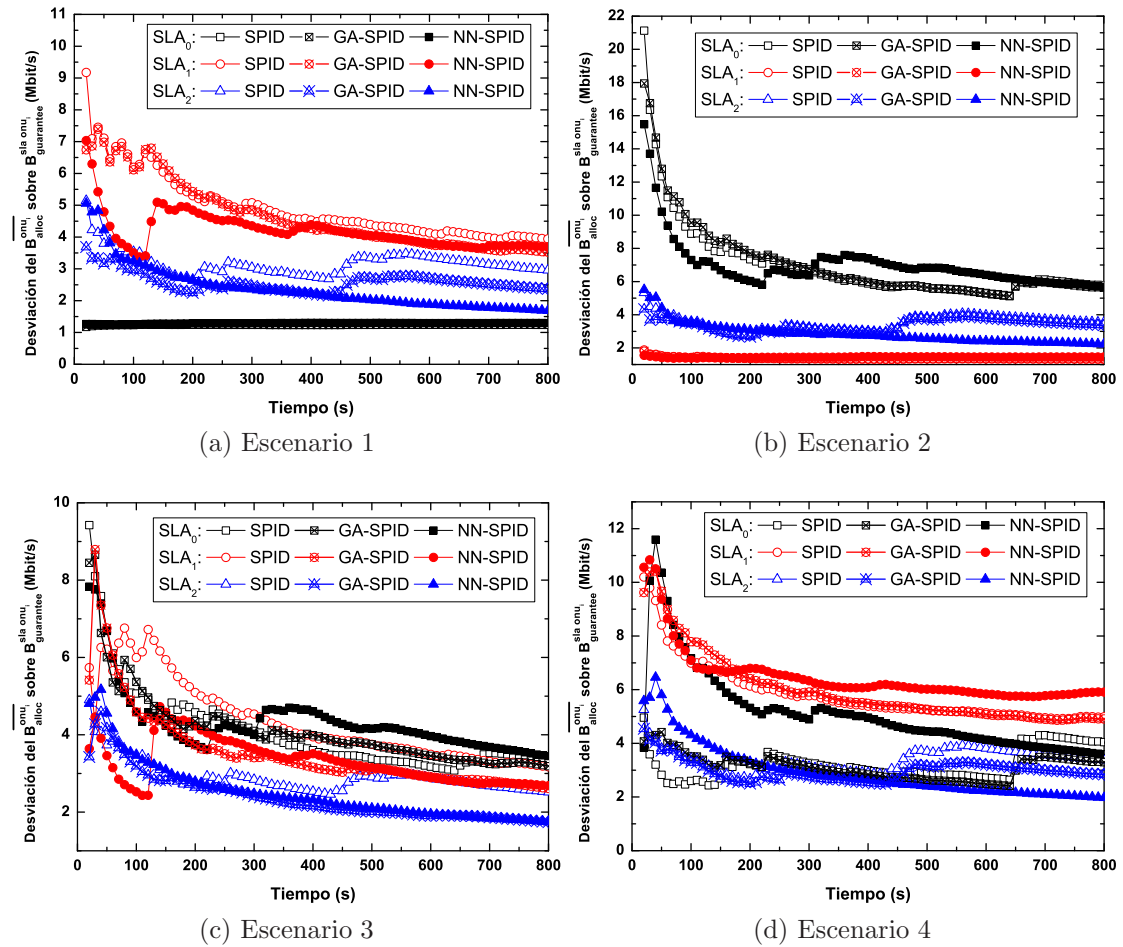 11
10
9
8
7
6
5
4
3
2
1
0
SLA0: SPID GA-SPID NN-SPID
SLA1: SPID GA-SPID NN-SPID
SLA2: SPID GA-SPID NN-SPID
Desviación del B alloc onui sobre B guarantee sla onui (Mbit/s)
0 100 200 300 400 500 600 700 800
Tiempo (s)
(a) Escenario 1
22
20
18
16
14
12
10
8
6
4
2
SLA0: SPID GA-SPID NN-SPID
SLA1: SPID GA-SPID NN-SPID
SLA2: SPID GA-SPID NN-SPID
Desviación del B alloc onui sobre B guarantee sla onui (Mbit/s)
0 100 200 300 400 500 600 700 800
Tiempo (s)
(b) Escenario 2
10
8
6
4
2
SLA0: SPID GA-SPID NN-SPID
SLA1: SPID GA-SPID NN-SPID
SLA2: SPID GA-SPID NN-SPID
Desviación del B alloc onui sobre B guarantee sla onui (Mbit/s)
0 100 200 300 400 500 600 700 800
Tiempo (s)
(c) Escenario 3
12
10
8
6
4
2
0
SLA0: SPID GA-SPID NN-SPID
SLA1: SPID GA-SPID NN-SPID
SLA2: SPID GA-SPID NN-SPID
Desviación del B alloc onui sobre B guarantee sla onui (Mbit/s)
0 100 200 300 400 500 600 700 800
Tiempo (s)
(d) Escenario 4